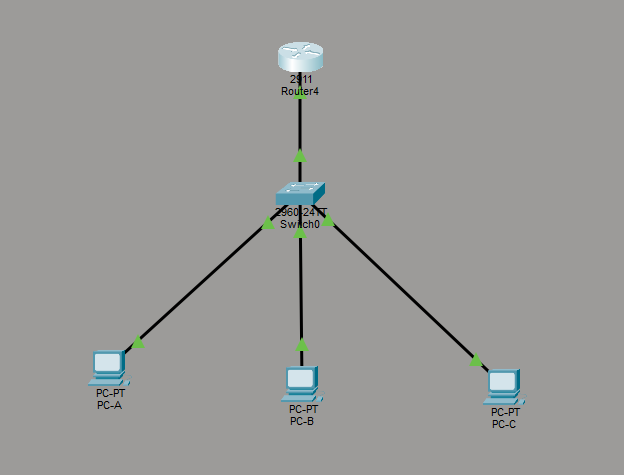 2911
Router4
2960-24TT
Switch0
PC-PT
PC-A
PC-PT
PC-B
PC-PT
PC-C